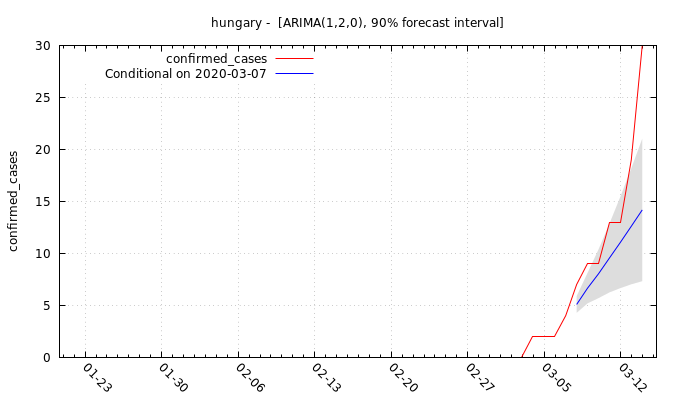 hungary - [ARIMA(1,2,0), 90% forecast interval]
confirmed_cases
Conditional on 2020-03-07
confirmed_cases
30
25
20
15
10
5
0
01-23 01-30 02-06 02-13 02-20 02-27 03-05 03-12